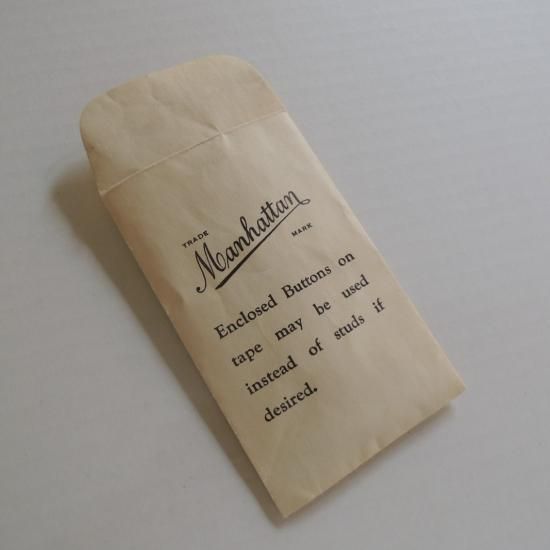 TRADE
Manhattan
MARK
Enclosed Buttons on
tape may be used
instead of studs if
desired.